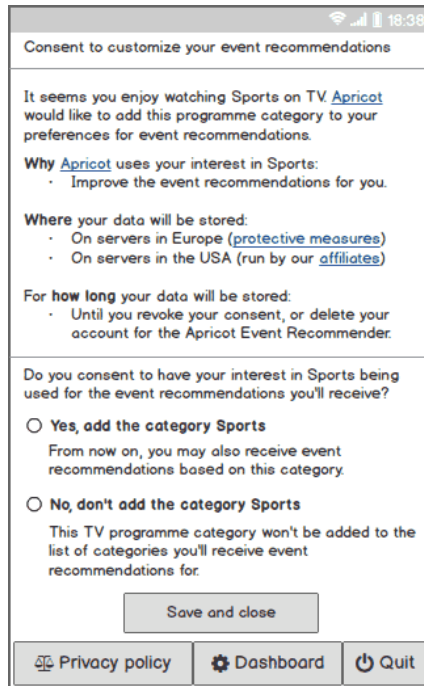 18:38
Consent to customize your event recommendations
It seems you enjoy watching Sports on TV. Apricot
would like to add this programme category to your
preferences for event recommendations.
Why Apricot uses your interest in Sports:
· Improve the event recommendations for you.
Where your data will be stored:
· On servers in Europe (protective measures)
· On servers in the USA (run by our affiliates)
For how long your data will be stored:
· Until you revoke your consent, or delete your
account for the Apricot Event Recommender.
Do you consent to have your interest in Sports being
used for the event recommendations you'll receive?
Yes, add the category Sports
From now on, you may also receive event
recommendations based on this category.
No, don't add the category Sports
This TV programme category won't be added to the
list of categories you'll receive event
recommendations for.
Save and close
Privacy policy Dashboard Quit